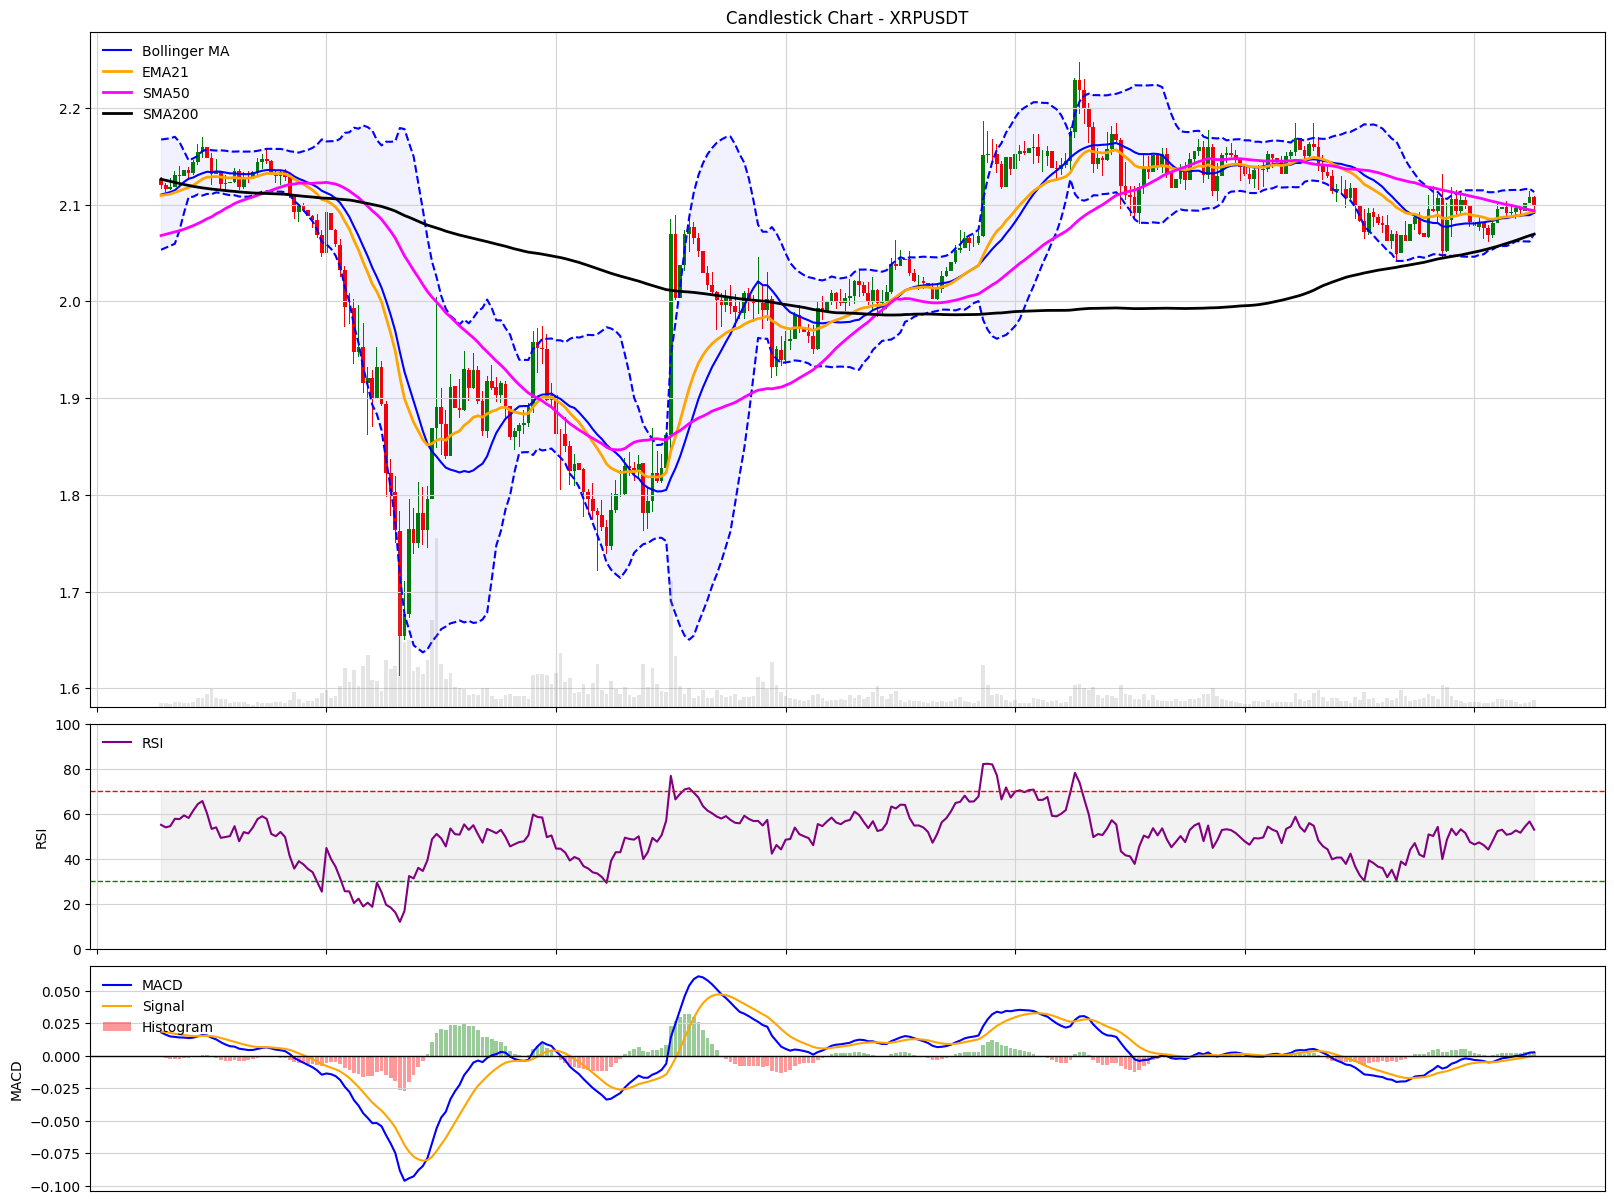 Candlestick Chart - XRPUSDT
Bollinger MA
EMA21
SMA50
SMA200
2.2
2.1
2.0
1.9
1.8
1.7
1.6
100
80
60
40
20
0
RSI
RSI
MACD
Signal
Histogram
0.050
0.025
0.000
−0.025
−0.050
−0.075
−0.100
MACD